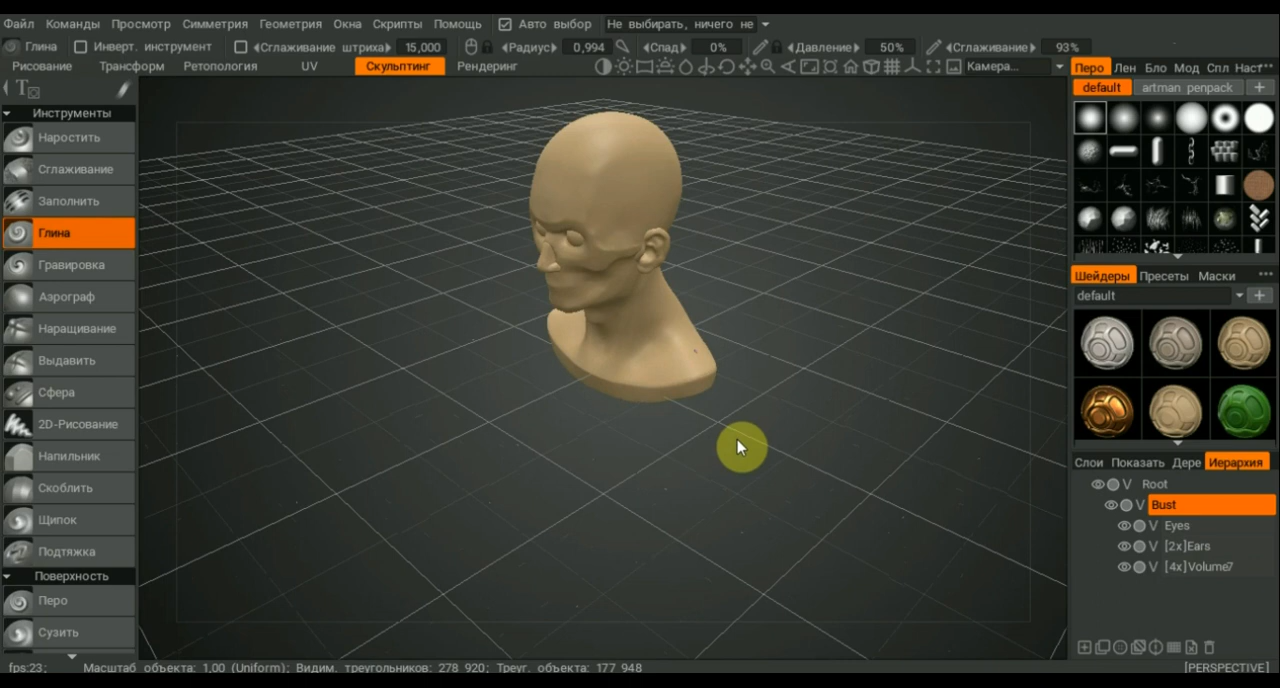 Файл Команды Просмотр Симметрия Геометрия Окна Скрипты Помощь Авто выбор Не выбирать, ничего не
Глина Инверт. инструмент Сглаживание штриха 15,000 Радиус 0,994 Спад 0% Давление 50% Сглаживание 93%
Рисование Трансформ Ретопология UV Скульптинг Рендеринг Камера...
Перо Лен Бло Мод Спл Наст
default artman penpack +
Инструменты
Наростить
Сглаживание
Заполнить
Глина
Гравировка
Аэрограф
Наращивание
Выдавить
Сфера
2D-Рисование
Напильник
Скоблить
Щипок
Подтяжка
Поверхность
Перо
Сузить
Шейдеры Пресеты Маски
default
Слои Показать Дере Иерархия
V Root
V Bust
V Eyes
V [2x]Ears
V [4x]Volume7
fps:23; Масштаб объекта: 1,00 (Uniform); Видим. треугольников: 278 920; Треуг. объекта: 177 948 [PERSPECTIVE]